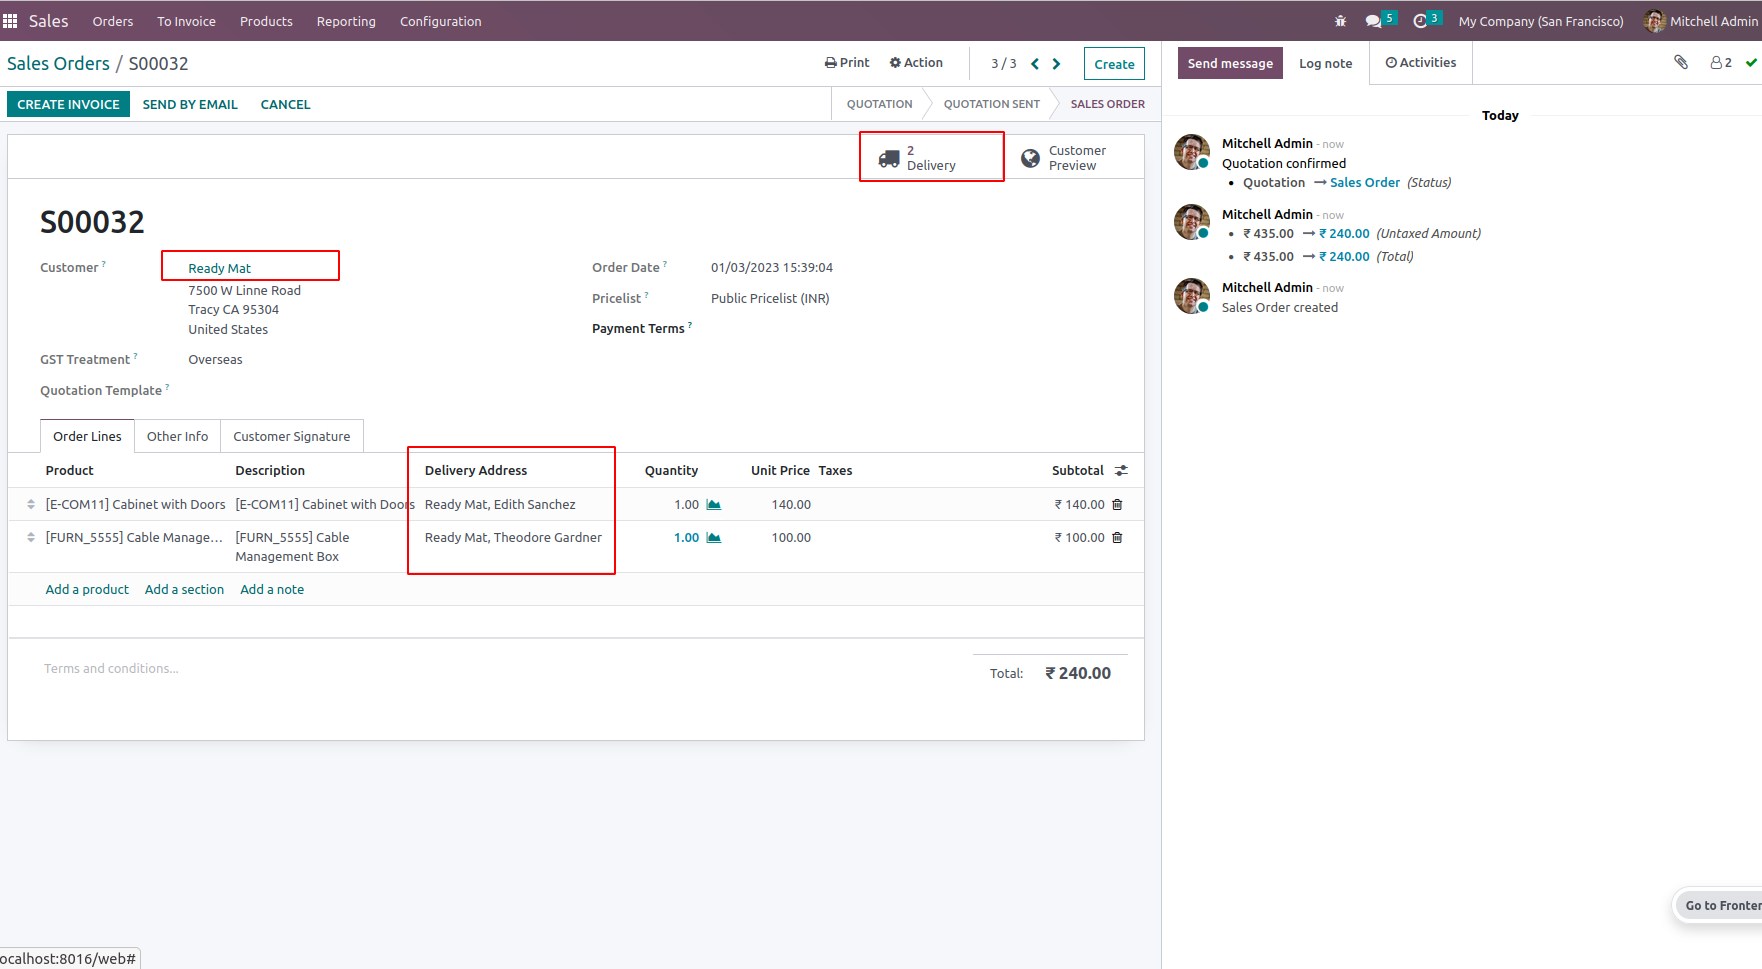 Sales Orders To Invoice Products Reporting Configuration 5 3 My Company (San Francisco) Mitchell Admin
Sales Orders / S00032 Print Action 3 / 3 Create
CREATE INVOICE SEND BY EMAIL CANCEL QUOTATION QUOTATION SENT SALES ORDER
2
Delivery
Customer
Preview
S00032
Customer ? Ready Mat
7500 W Linne Road
Tracy CA 95304
United States
GST Treatment ? Overseas
Quotation Template ?
Order Date ? 01/03/2023 15:39:04
Pricelist ? Public Pricelist (INR)
Payment Terms ?
Order Lines Other Info Customer Signature
Product Description Delivery Address Quantity Unit Price Taxes Subtotal
[E-COM11] Cabinet with Doors [E-COM11] Cabinet with Doors Ready Mat, Edith Sanchez 1.00 140.00 ₹ 140.00
[FURN_5555] Cable Manage... [FURN_5555] Cable Ready Mat, Theodore Gardner 1.00 100.00 ₹ 100.00
Management Box
Add a product Add a section Add a note
Terms and conditions...
Total: ₹ 240.00
Send message Log note Activities 2
Today
Mitchell Admin - now
Quotation confirmed
• Quotation → Sales Order (Status)
Mitchell Admin - now
• ₹ 435.00 → ₹ 240.00 (Untaxed Amount)
• ₹ 435.00 → ₹ 240.00 (Total)
Mitchell Admin - now
Sales Order created
Go to Fronten
ocalhost:8016/web#